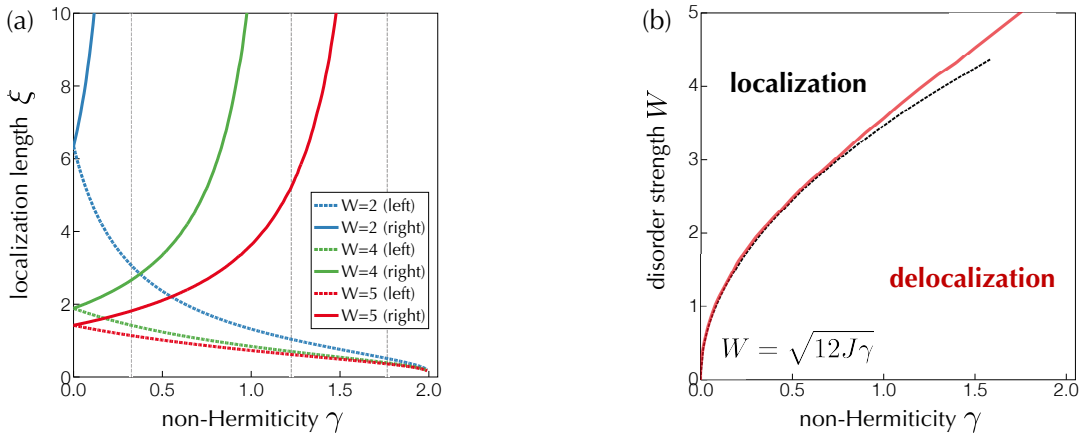 (a)
localization length ξ
10
8
6
4
2
0
0
0.5
1.0
1.5
2.0
non-Hermiticity γ
W=2 (left)
W=2 (right)
W=4 (left)
W=4 (right)
W=5 (left)
W=5 (right)
(b)
disorder strength W
5
4
3
2
1
0
0.0
0.5
1.0
1.5
2.0
non-Hermiticity γ
localization
delocalization
W = √12Jγ